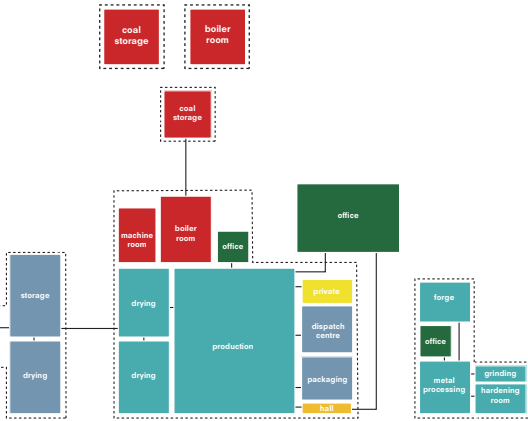 coal
storage
boiler
room
coal
storage
machine
room
boiler
room
office
office
storage
drying
drying
drying
production
private
dispatch
centre
packaging
hall
forge
office
metal
processing
grinding
hardening
room